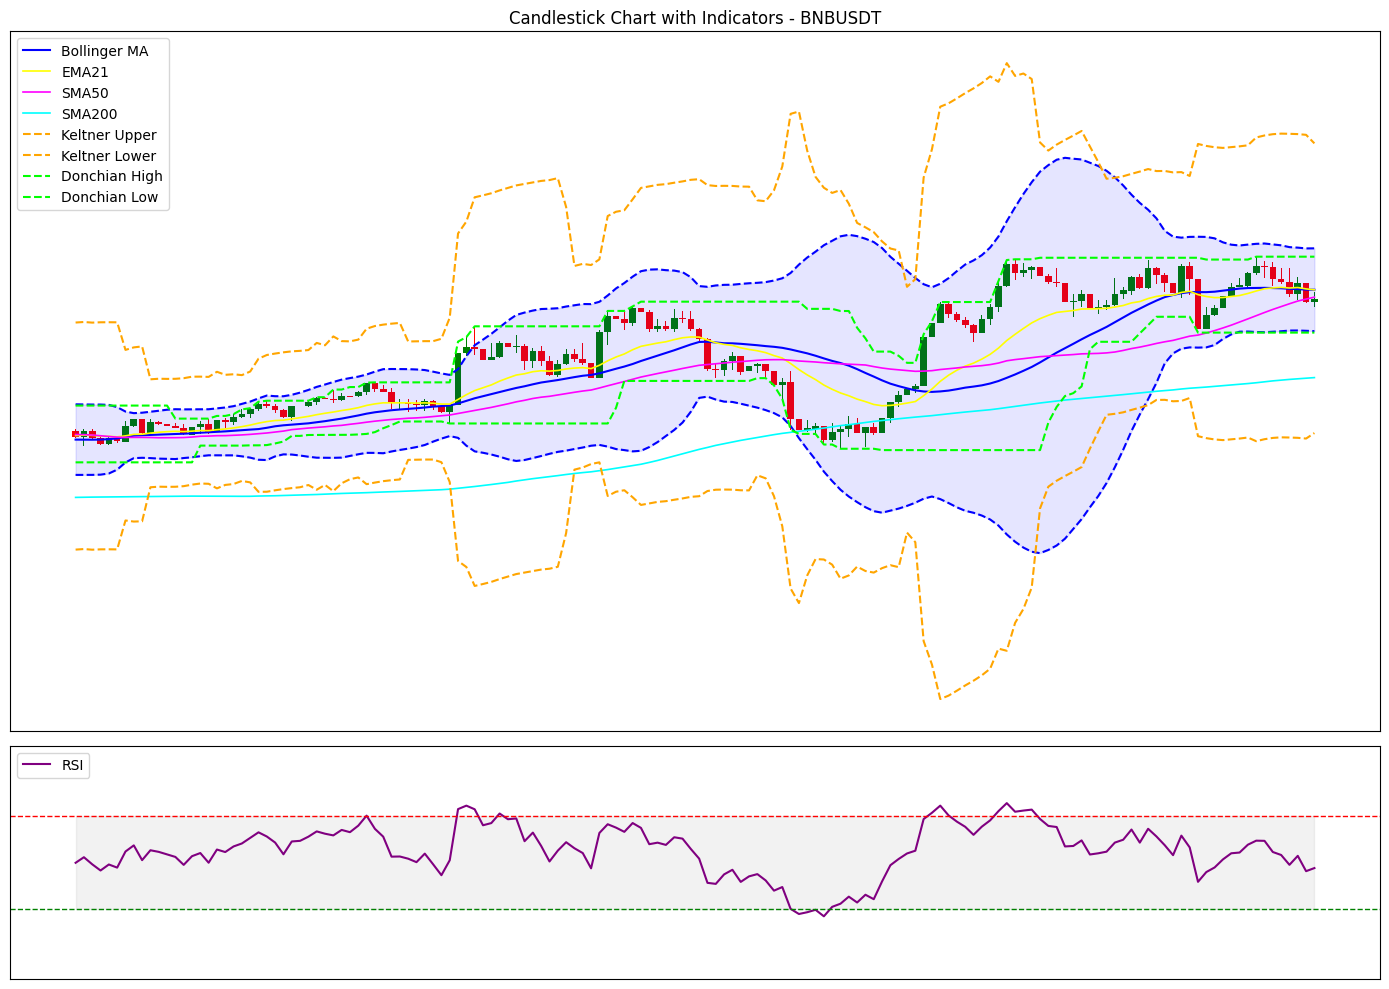 Candlestick Chart with Indicators - BNBUSDT
Bollinger MA
EMA21
SMA50
SMA200
Keltner Upper
Keltner Lower
Donchian High
Donchian Low
RSI